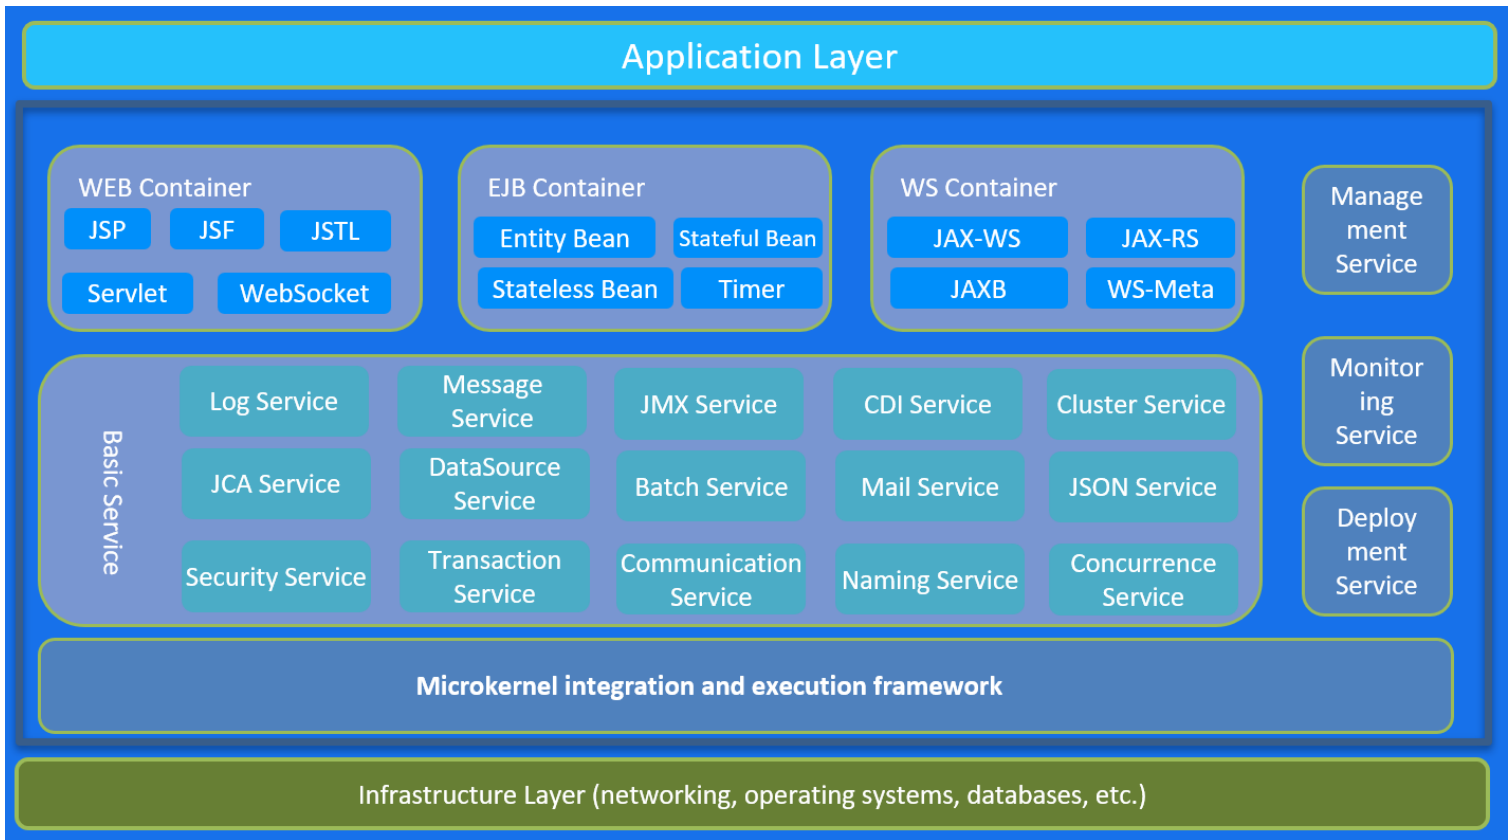 Application Layer
WEB Container
JSP
JSF
JSTL
Servlet
WebSocket
EJB Container
Entity Bean
Stateful Bean
Stateless Bean
Timer
WS Container
JAX-WS
JAX-RS
JAXB
WS-Meta
Manage
ment
Service
Monitor
ing
Service
Deploy
ment
Service
Basic Service
Log Service
Message
Service
JMX Service
CDI Service
Cluster Service
JCA Service
DataSource
Service
Batch Service
Mail Service
JSON Service
Security Service
Transaction
Service
Communication
Service
Naming Service
Concurrence
Service
Microkernel integration and execution framework
Infrastructure Layer (networking, operating systems, databases, etc.)